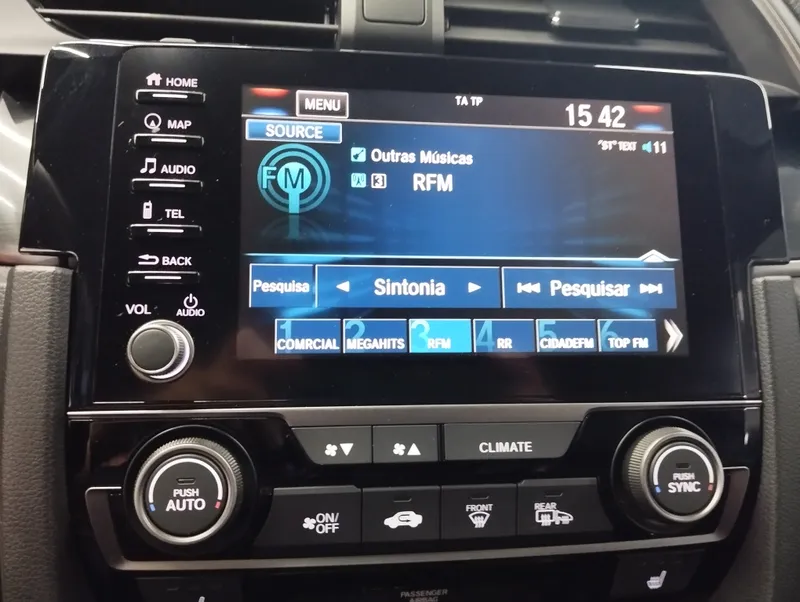 HOME
MAP
AUDIO
TEL
BACK
VOL
AUDIO
MENU
TA TP
15 42
SOURCE
FM
Outras Músicas
"ST" TEXT 11
3 RFM
Pesquisa
Sintonia
Pesquisar
1 COMRCIAL
2 MEGAHITS
3 RFM
4 RR
5 CIDADEFM
6 TOP FM
CLIMATE
PUSH
AUTO
ON/
OFF
FRONT
REAR
PUSH
SYNC
PASSENGER
AIRBAG